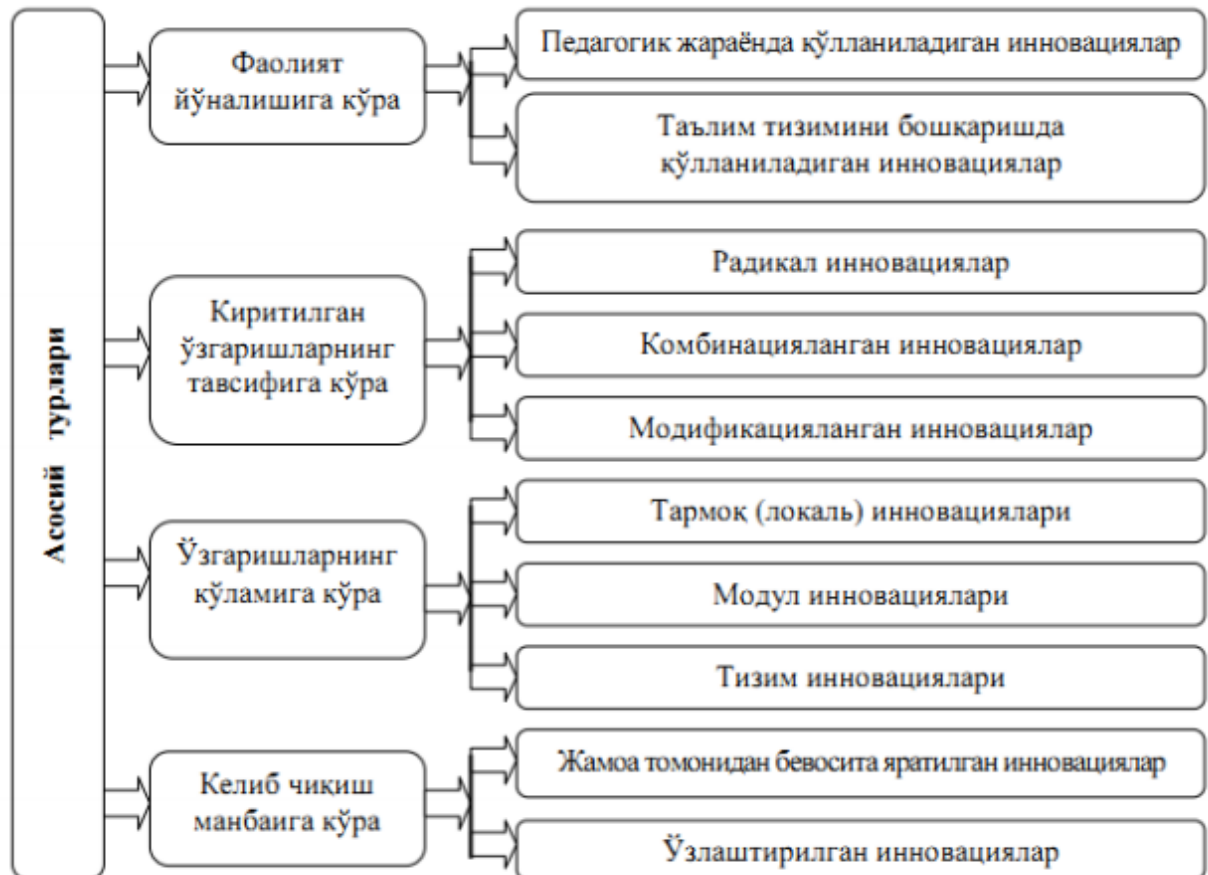 Асосий турлари
Фаолият
йўналишига кўра
Педагогик жараёнда қўлланиладиган инновациялар
Таълим тизимини бошқаришда
қўлланиладиган инновациялар
Киритилган
ўзгаришларнинг
тавсифига кўра
Радикал инновациялар
Комбинацияланган инновациялар
Модификацияланган инновациялар
Ўзгаришларнинг
кўламига кўра
Тармоқ (локаль) инновациялари
Модул инновациялари
Тизим инновациялари
Келиб чиқиш
манбаига кўра
Жамоа томонидан бевосита яратилган инновациялар
Ўзлаштирилган инновациялар